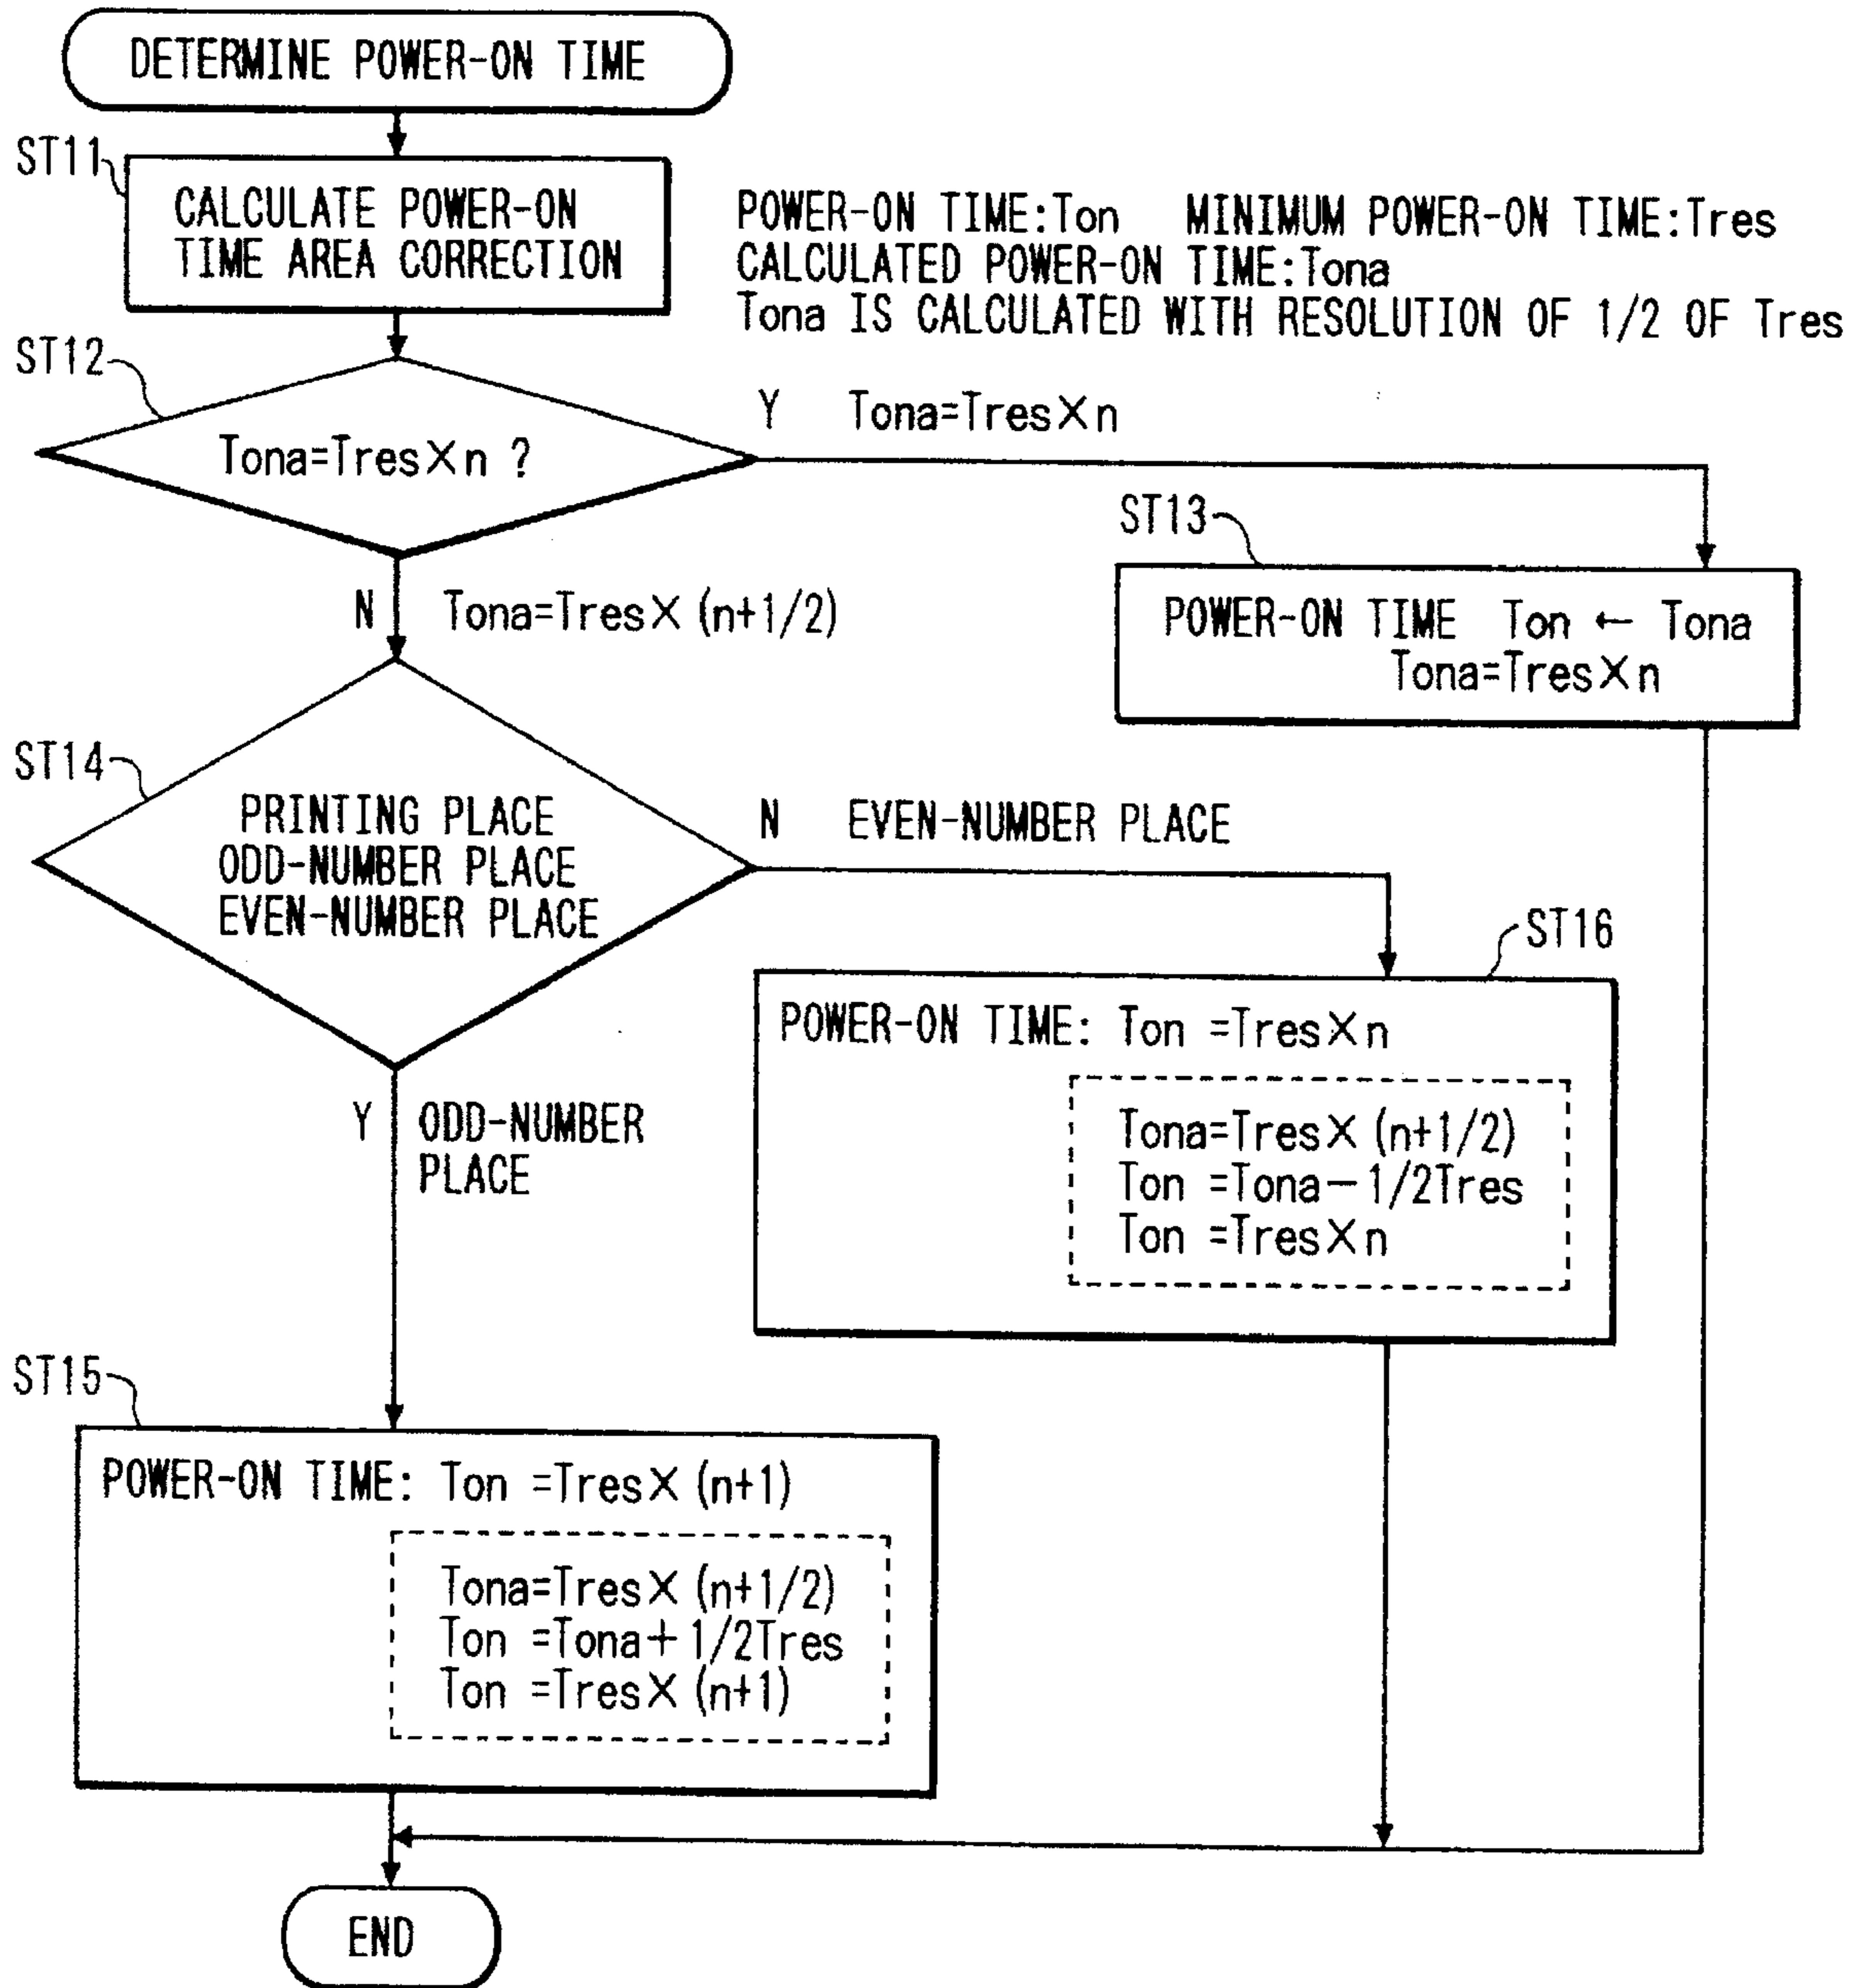 DETERMINE POWER-ON TIME
ST11
CALCULATE POWER-ON
TIME AREA CORRECTION
POWER-ON TIME:Ton MINIMUM POWER-ON TIME:Tres
CALCULATED POWER-ON TIME:Tona
Tona IS CALCULATED WITH RESOLUTION OF 1/2 OF Tres
ST12
Tona=Tres×n ?
Y Tona=Tres×n
N Tona=Tres×(n+1/2)
ST13
POWER-ON TIME Ton ← Tona
Tona=Tres×n
ST14
PRINTING PLACE
ODD-NUMBER PLACE
EVEN-NUMBER PLACE
N EVEN-NUMBER PLACE
Y ODD-NUMBER
PLACE
ST16
POWER-ON TIME: Ton =Tres×n
Tona=Tres×(n+1/2)
Ton =Tona−1/2Tres
Ton =Tres×n
ST15
POWER-ON TIME: Ton =Tres×(n+1)
Tona=Tres×(n+1/2)
Ton =Tona+1/2Tres
Ton =Tres×(n+1)
END